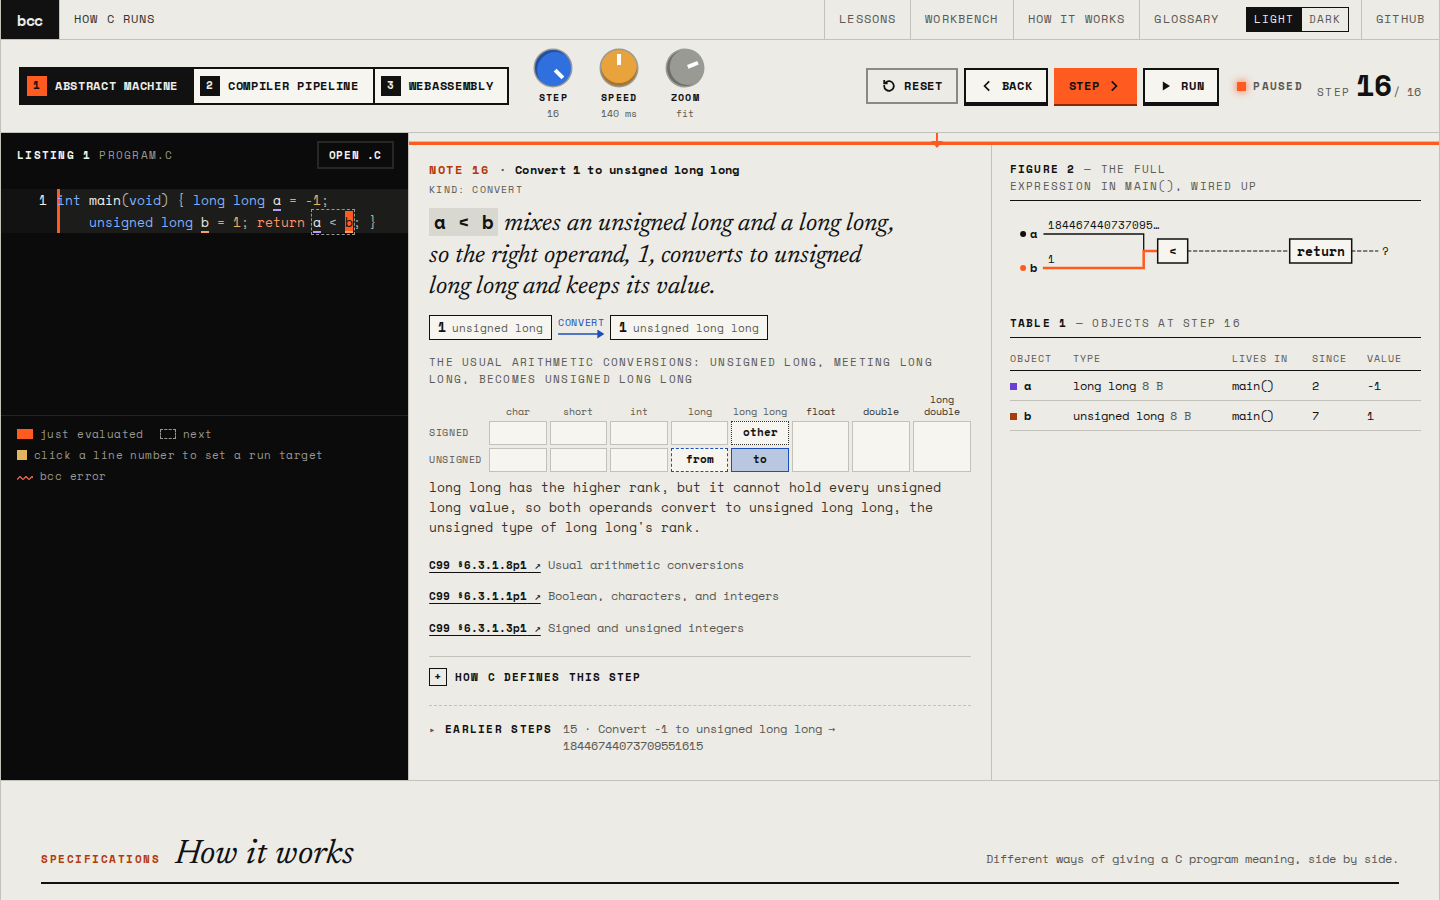 bcc HOW C RUNS LESSONS WORKBENCH HOW IT WORKS GLOSSARY LIGHT DARK GITHUB
1 ABSTRACT MACHINE 2 COMPILER PIPELINE 3 WEBASSEMBLY
STEP SPEED ZOOM
16 140 ms fit
RESET BACK STEP RUN PAUSED STEP 16 / 16
LISTING 1 PROGRAM.C OPEN .C
1 int main(void) { long long a = -1;
unsigned long b = 1; return a < b; }
just evaluated next
click a line number to set a run target
bcc error
NOTE 16 · Convert 1 to unsigned long long
KIND: CONVERT
a < b mixes an unsigned long and a long long,
so the right operand, 1, converts to unsigned
long long and keeps its value.
1 unsigned long CONVERT 1 unsigned long long
THE USUAL ARITHMETIC CONVERSIONS: UNSIGNED LONG, MEETING LONG
LONG, BECOMES UNSIGNED LONG LONG
char short int long long long float double long double
SIGNED other
UNSIGNED from to
long long has the higher rank, but it cannot hold every unsigned
long value, so both operands convert to unsigned long long, the
unsigned type of long long's rank.
C99 §6.3.1.8p1 ↗ Usual arithmetic conversions
C99 §6.3.1.1p1 ↗ Boolean, characters, and integers
C99 §6.3.1.3p1 ↗ Signed and unsigned integers
+ HOW C DEFINES THIS STEP
▸ EARLIER STEPS 15 · Convert -1 to unsigned long long →
18446744073709551615
FIGURE 2 — THE FULL
EXPRESSION IN MAIN(), WIRED UP
a 184467440737095…
b 1
< return ?
TABLE 1 — OBJECTS AT STEP 16
OBJECT TYPE LIVES IN SINCE VALUE
a long long 8 B main() 2 -1
b unsigned long 8 B main() 7 1
SPECIFICATIONS How it works
Different ways of giving a C program meaning, side by side.